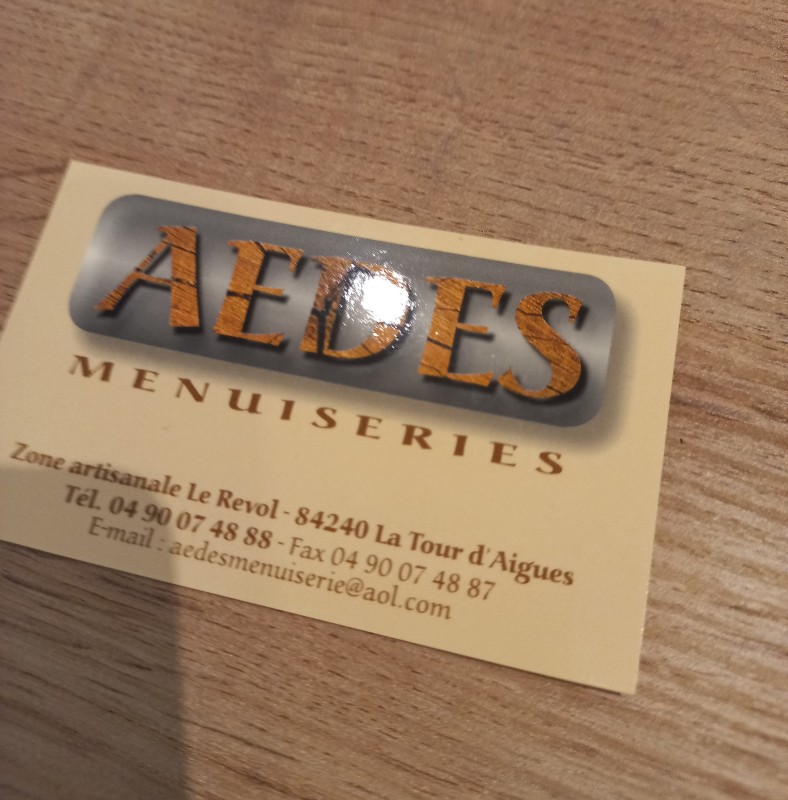 AEDES
MENUISERIES
Zone artisanale Le Revol - 84240 La Tour d'Aigues
Tél. 04 90 07 48 88 - Fax 04 90 07 48 87
E-mail : aedesmenuiserie@aol.com